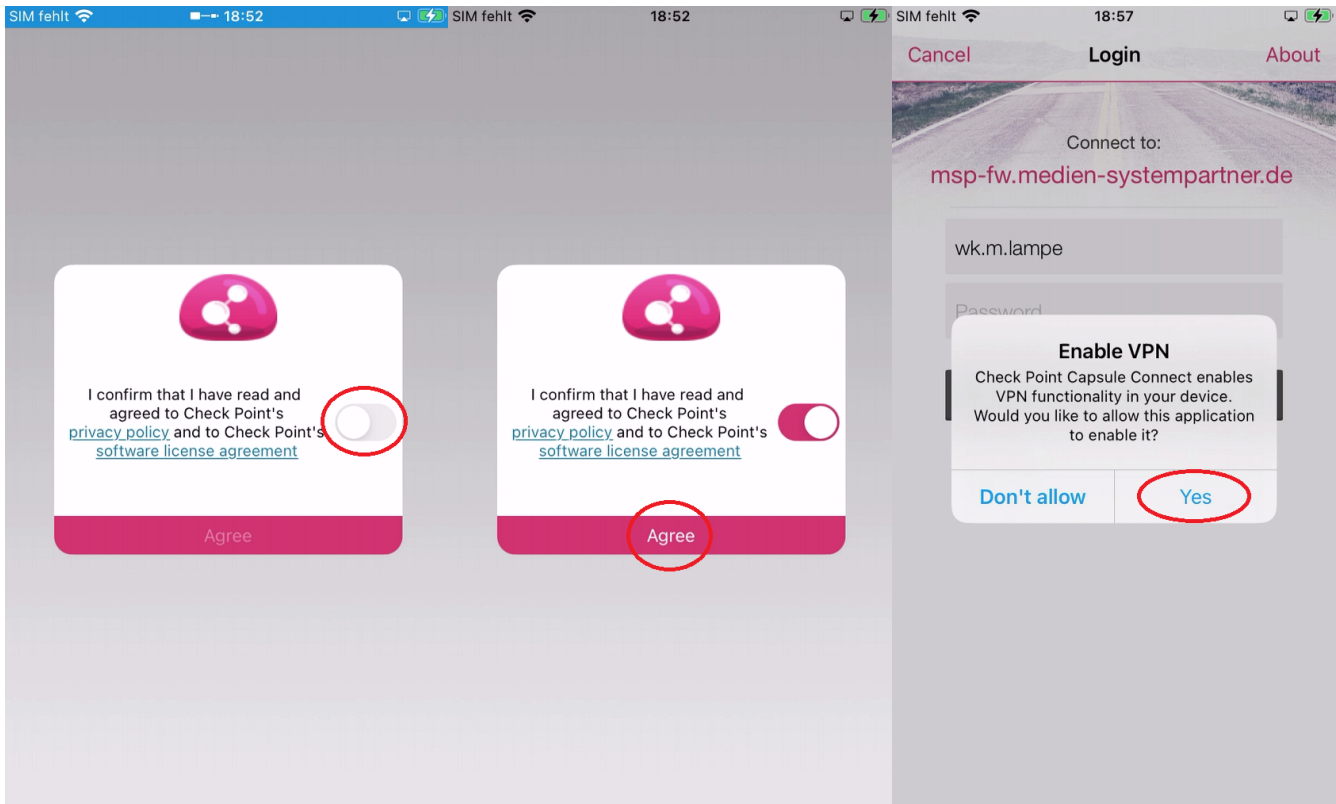 SIM fehlt 18:52
I confirm that I have read and
agreed to Check Point's
privacy policy and to Check Point's
software license agreement
Agree
SIM fehlt 18:52
I confirm that I have read and
agreed to Check Point's
privacy policy and to Check Point's
software license agreement
Agree
SIM fehlt 18:57
Cancel Login About
Connect to:
msp-fw.medien-systempartner.de
wk.m.lampe
Password
Enable VPN
Check Point Capsule Connect enables
VPN functionality in your device.
Would you like to allow this application
to enable it?
Don't allow Yes